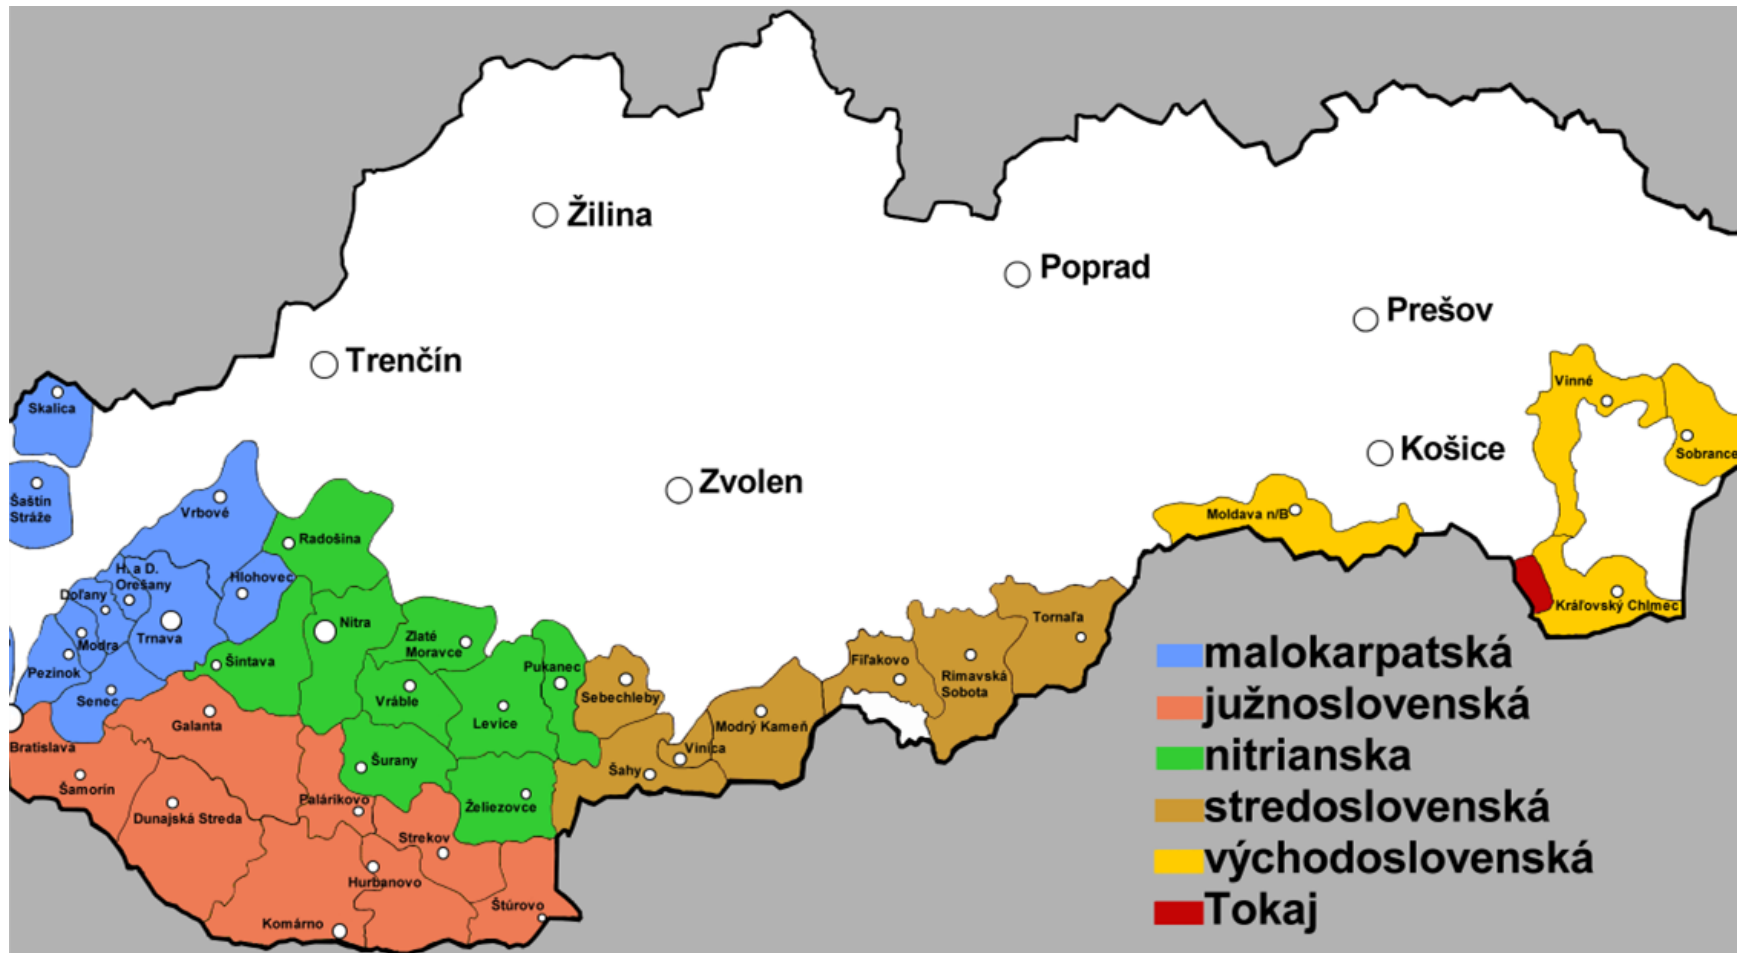 Žilina
Poprad
Prešov
Trenčín
Košice
Zvolen
Skalica
Šaštín
Stráže
Vrbové
Radošina
H. a D.
Orešany
Hlohovec
Doľany
Trnava
Modra
Pezinok
Senec
Šintava
Nitra
Zlaté
Moravce
Pukanec
Vráble
Levice
Šurany
Želiezovce
Galanta
Bratislava
Šamorín
Dunajská Streda
Palárikovo
Strekov
Hurbanovo
Komárno
Štúrovo
Sebechleby
Šahy
Vinica
Modrý Kameň
Fiľakovo
Rimavská
Sobota
Tornaľa
Moldava n/B
Vinné
Sobrance
Kráľovský Chlmec
malokarpatská
južnoslovenská
nitrianska
stredoslovenská
východoslovenská
Tokaj